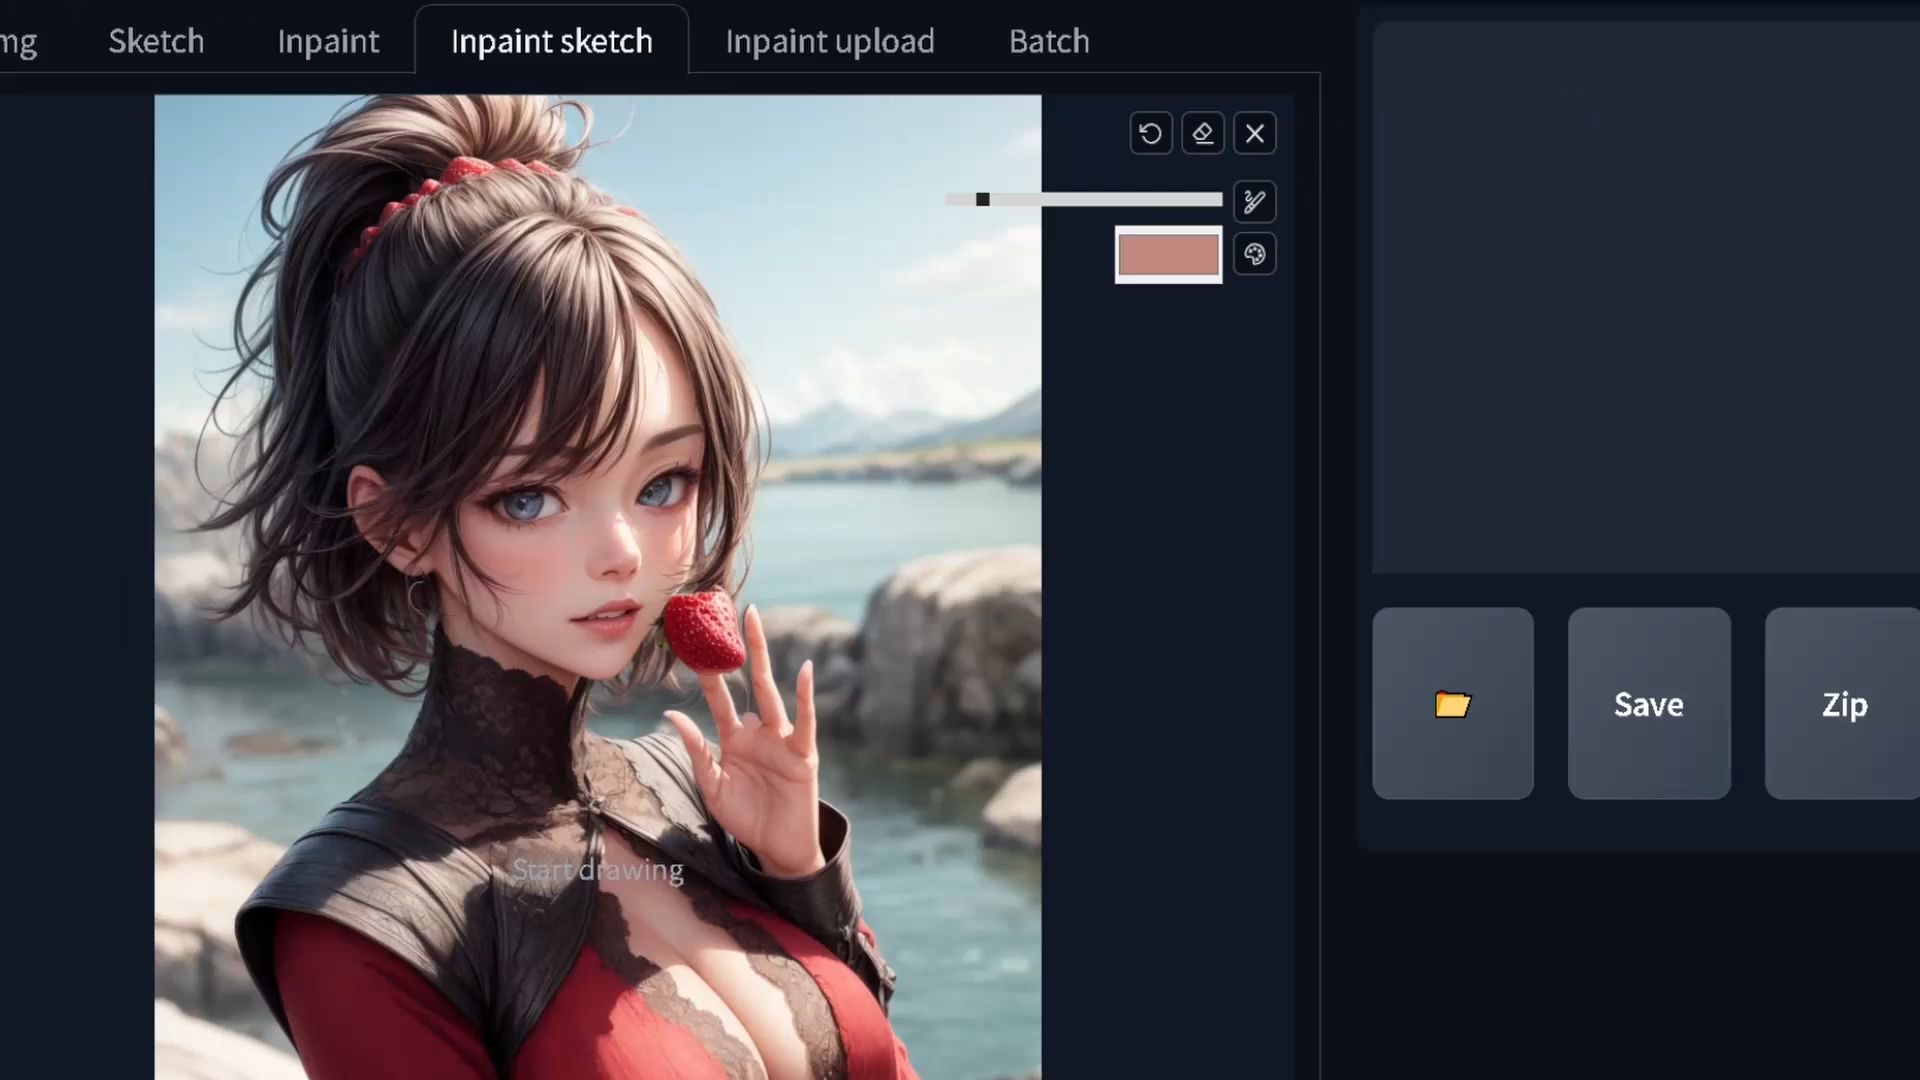 mg
Sketch
Inpaint
Inpaint sketch
Inpaint upload
Batch
Start drawing
Save
Zip